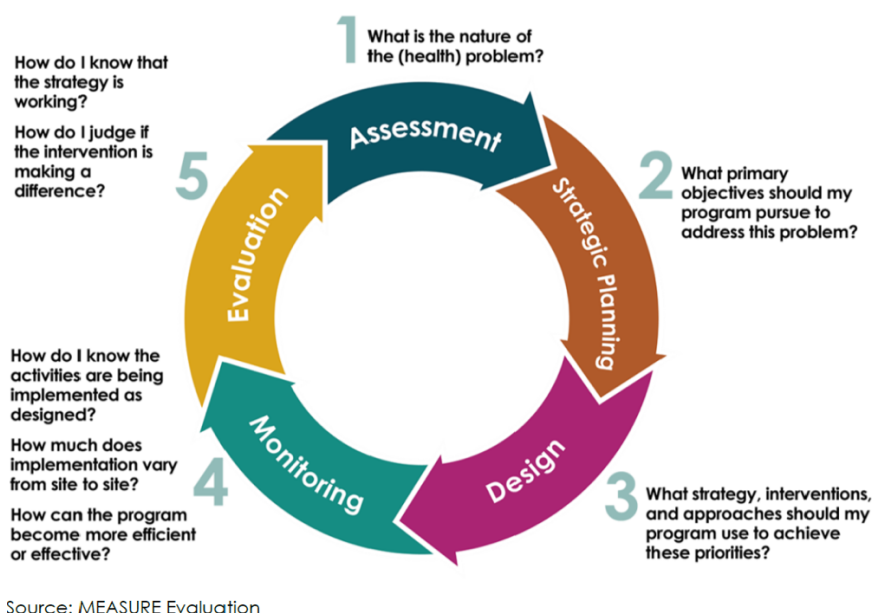 1
What is the nature of
the (health) problem?
Assessment
2
What primary
objectives should my
program pursue to
address this problem?
Strategic Planning
3
What strategy, interventions,
and approaches should my
program use to achieve
these priorities?
Design
4
How do I know the
activities are being
implemented as
designed?
How much does
implementation vary
from site to site?
How can the program
become more efficient
or effective?
Monitoring
5
How do I know that
the strategy is
working?
How do I judge if
the intervention is
making a
difference?
Evaluation
Source: MEASURE Evaluation